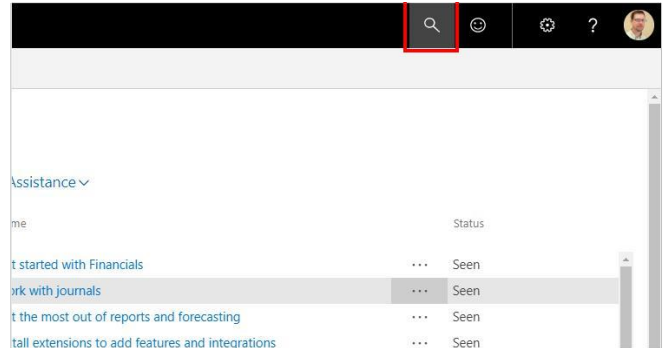 ?
Assistance
me Status
t started with Financials ... Seen
ork with journals ... Seen
t the most out of reports and forecasting ... Seen
tall extensions to add features and integrations ... Seen